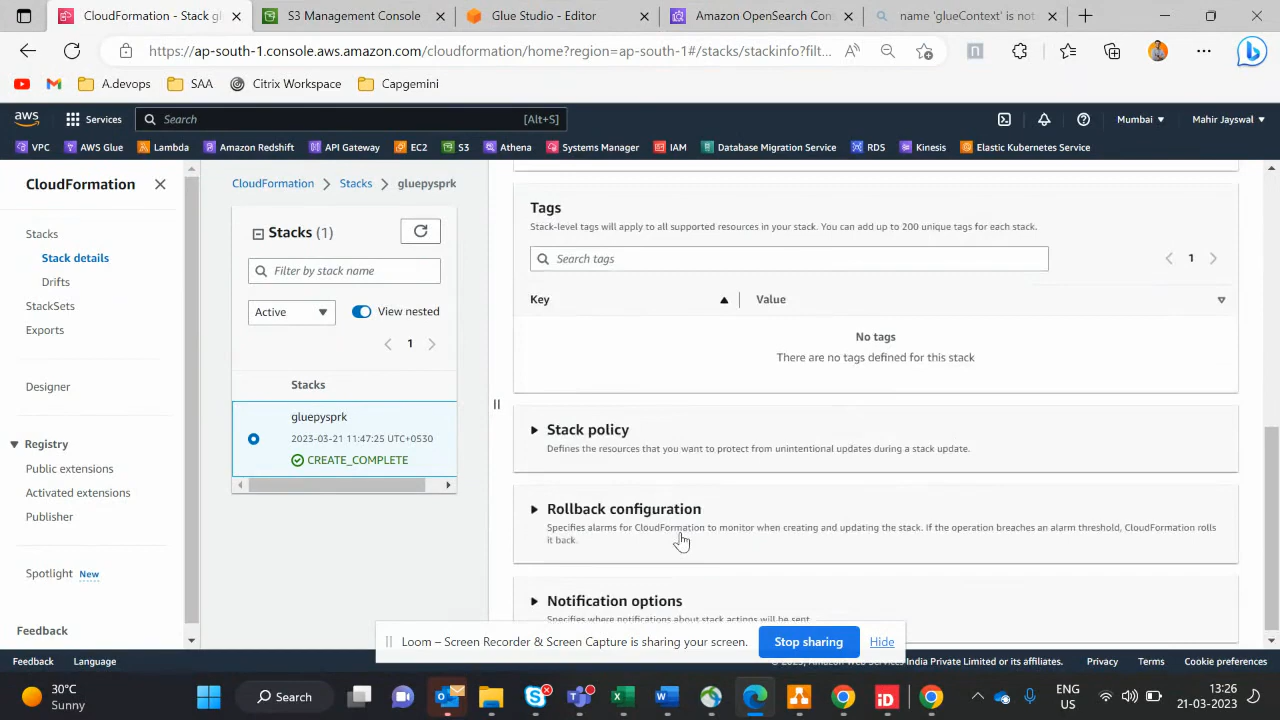 CloudFormation - Stack gl
S3 Management Console
Glue Studio - Editor
Amazon OpenSearch Con
name 'glueContext' is not
https://ap-south-1.console.aws.amazon.com/cloudformation/home?region=ap-south-1#/stacks/stackinfo?filt...
A.devops
SAA
Citrix Workspace
Capgemini
aws
Services
Search
[Alt+S]
Mumbai
Mahir Jayswal
VPC
AWS Glue
Lambda
Amazon Redshift
API Gateway
EC2
S3
Athena
Systems Manager
IAM
Database Migration Service
RDS
Kinesis
Elastic Kubernetes Service
CloudFormation
Stacks
Stack details
Drifts
StackSets
Exports
Designer
Registry
Public extensions
Activated extensions
Publisher
Spotlight New
Feedback
CloudFormation
Stacks
gluepysprk
Stacks (1)
Filter by stack name
Active
View nested
1
Stacks
gluepysprk
2023-03-21 11:47:25 UTC+0530
CREATE_COMPLETE
Tags
Stack-level tags will apply to all supported resources in your stack. You can add up to 200 unique tags for each stack.
Search tags
1
Key
Value
No tags
There are no tags defined for this stack
Stack policy
Defines the resources that you want to protect from unintentional updates during a stack update.
Rollback configuration
Specifies alarms for CloudFormation to monitor when creating and updating the stack. If the operation breaches an alarm threshold, CloudFormation rolls
it back.
Notification options
Specifies where notifications about stack actions will be sent.
Loom – Screen Recorder & Screen Capture is sharing your screen.
Stop sharing
Hide
Feedback
Language
© 2023, Amazon Web Services India Private Limited or its affiliates.
Privacy
Terms
Cookie preferences
30°C
Sunny
Search
ENG
US
13:26
21-03-2023